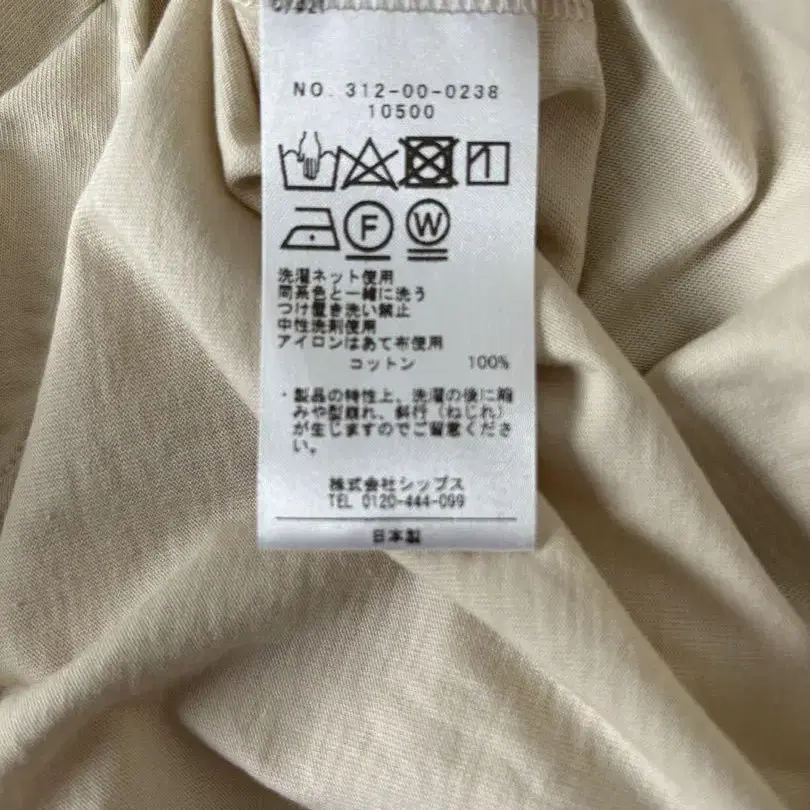 NO. 312-00-0238
10500
F W
洗濯ネット使用
同系色と一緒に洗う
つけ置き洗い禁止
中性洗剤使用
アイロンはあて布使用
コットン 100%
・製品の特性上、洗濯の後に縮
みや型崩れ、斜行（ねじれ）
が生じますのでご留意くださ
い。
株式会社シップス
TEL 0120-444-099
日本製